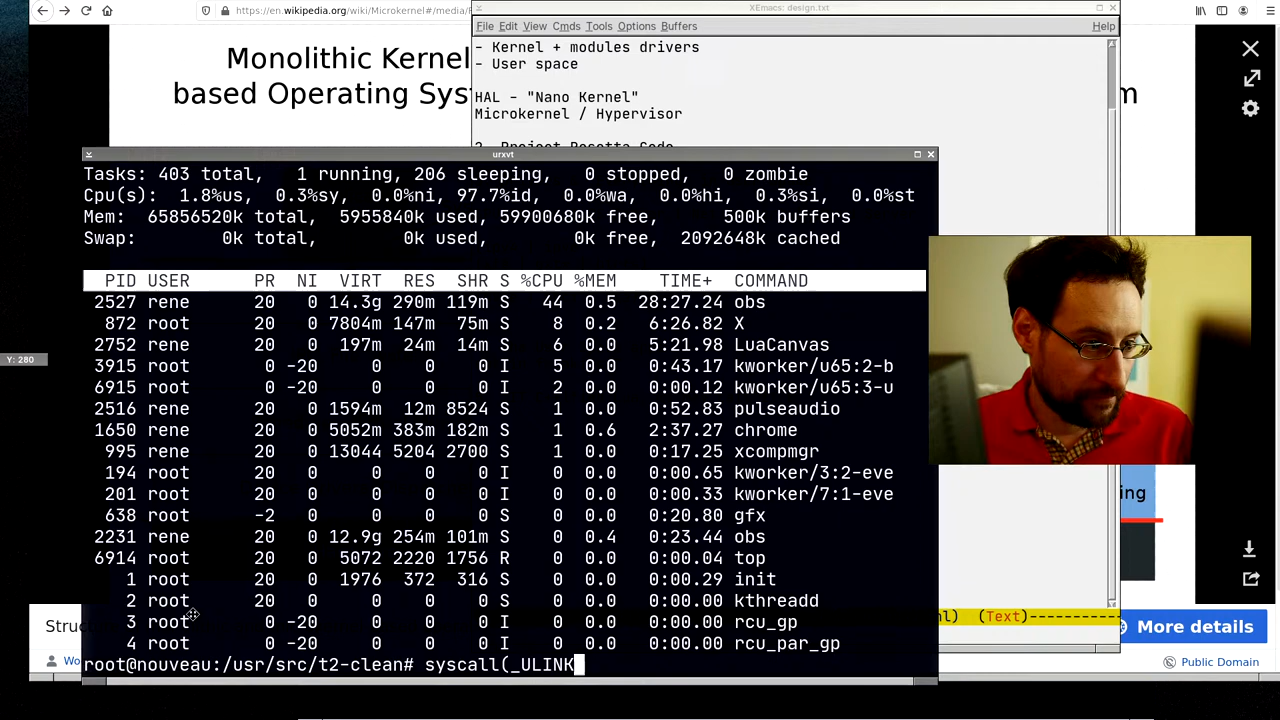 https://en.wikipedia.org/wiki/Microkernel#/media/
XEmacs: design.txt
File Edit View Cmds Tools Options Buffers Help
Monolithic Kernel
based Operating Sys
m
- Kernel + modules drivers
- User space
HAL - "Nano Kernel"
Microkernel / Hypervisor
urxvt
Tasks: 403 total, 1 running, 206 sleeping, 0 stopped, 0 zombie
Cpu(s): 1.8%us, 0.3%sy, 0.0%ni, 97.7%id, 0.0%wa, 0.0%hi, 0.3%si, 0.0%st
Mem: 65856520k total, 5955840k used, 59900680k free, 500k buffers
Swap: 0k total, 0k used, 0k free, 2092648k cached
PID USER PR NI VIRT RES SHR S %CPU %MEM TIME+ COMMAND
2527 rene 20 0 14.3g 290m 119m S 44 0.5 28:27.24 obs
872 root 20 0 7804m 147m 75m S 8 0.2 6:26.82 X
2752 rene 20 0 197m 24m 14m S 6 0.0 5:21.98 LuaCanvas
3915 root 0 -20 0 0 0 I 5 0.0 0:43.17 kworker/u65:2-b
6915 root 0 -20 0 0 0 I 2 0.0 0:00.12 kworker/u65:3-u
2516 rene 20 0 1594m 12m 8524 S 1 0.0 0:52.83 pulseaudio
1650 rene 20 0 5052m 383m 182m S 1 0.6 2:37.27 chrome
995 rene 20 0 13044 5204 2700 S 1 0.0 0:17.25 xcompmgr
194 root 20 0 0 0 0 I 0 0.0 0:00.65 kworker/3:2-eve
201 root 20 0 0 0 0 I 0 0.0 0:00.33 kworker/7:1-eve
638 root -2 0 0 0 0 S 0 0.0 0:20.80 gfx
2231 rene 20 0 12.9g 254m 101m S 0 0.4 0:23.44 obs
6914 root 20 0 5072 2220 1756 R 0 0.0 0:00.04 top
1 root 20 0 1976 372 316 S 0 0.0 0:00.29 init
2 root 20 0 0 0 0 S 0 0.0 0:00.00 kthreadd
3 root 0 -20 0 0 0 I 0 0.0 0:00.00 rcu_gp
4 root 0 -20 0 0 0 I 0 0.0 0:00.00 rcu_par_gp
root@nouveau:/usr/src/t2-clean# syscall(_ULINK
Y: 280
ing
(Text)-----------
More details
Public Domain